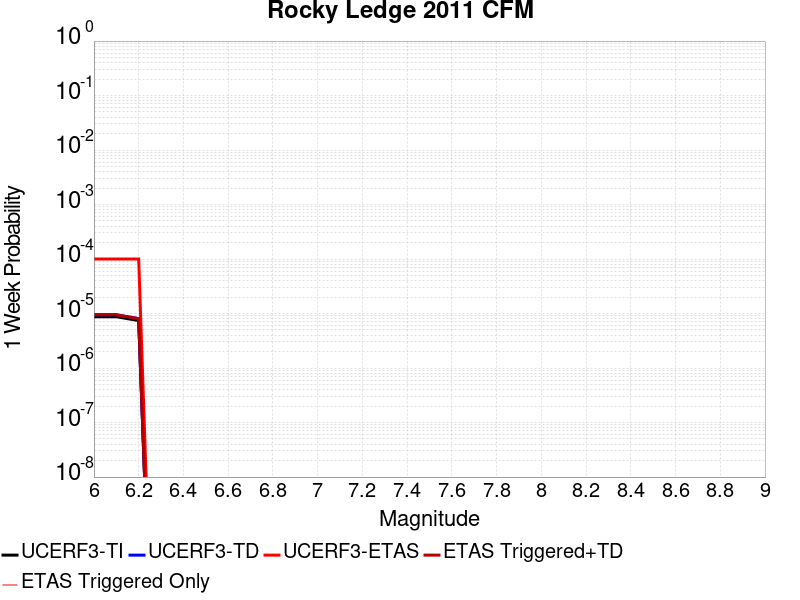 Rocky Ledge 2011 CFM
10^0
10^-1
10^-2
10^-3
10^-4
10^-5
10^-6
10^-7
10^-8
1 Week Probability
6 6.2 6.4 6.6 6.8 7 7.2 7.4 7.6 7.8 8 8.2 8.4 8.6 8.8 9
Magnitude
UCERF3-TI UCERF3-TD UCERF3-ETAS ETAS Triggered+TD
ETAS Triggered Only